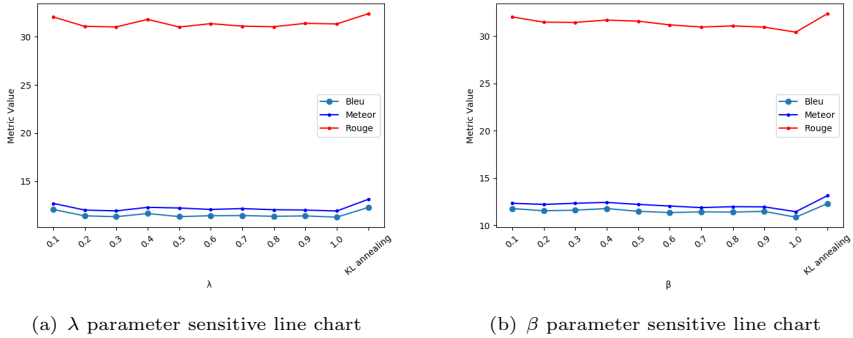 30
25
20
15
Metric Value
Bleu
Meteor
Rouge
0.1
0.2
0.3
0.4
0.5
0.6
0.7
0.8
0.9
1.0
KL annealing
λ
(a) λ parameter sensitive line chart
30
25
20
15
10
Metric Value
Bleu
Meteor
Rouge
0.1
0.2
0.3
0.4
0.5
0.6
0.7
0.8
0.9
1.0
KL annealing
β
(b) β parameter sensitive line chart